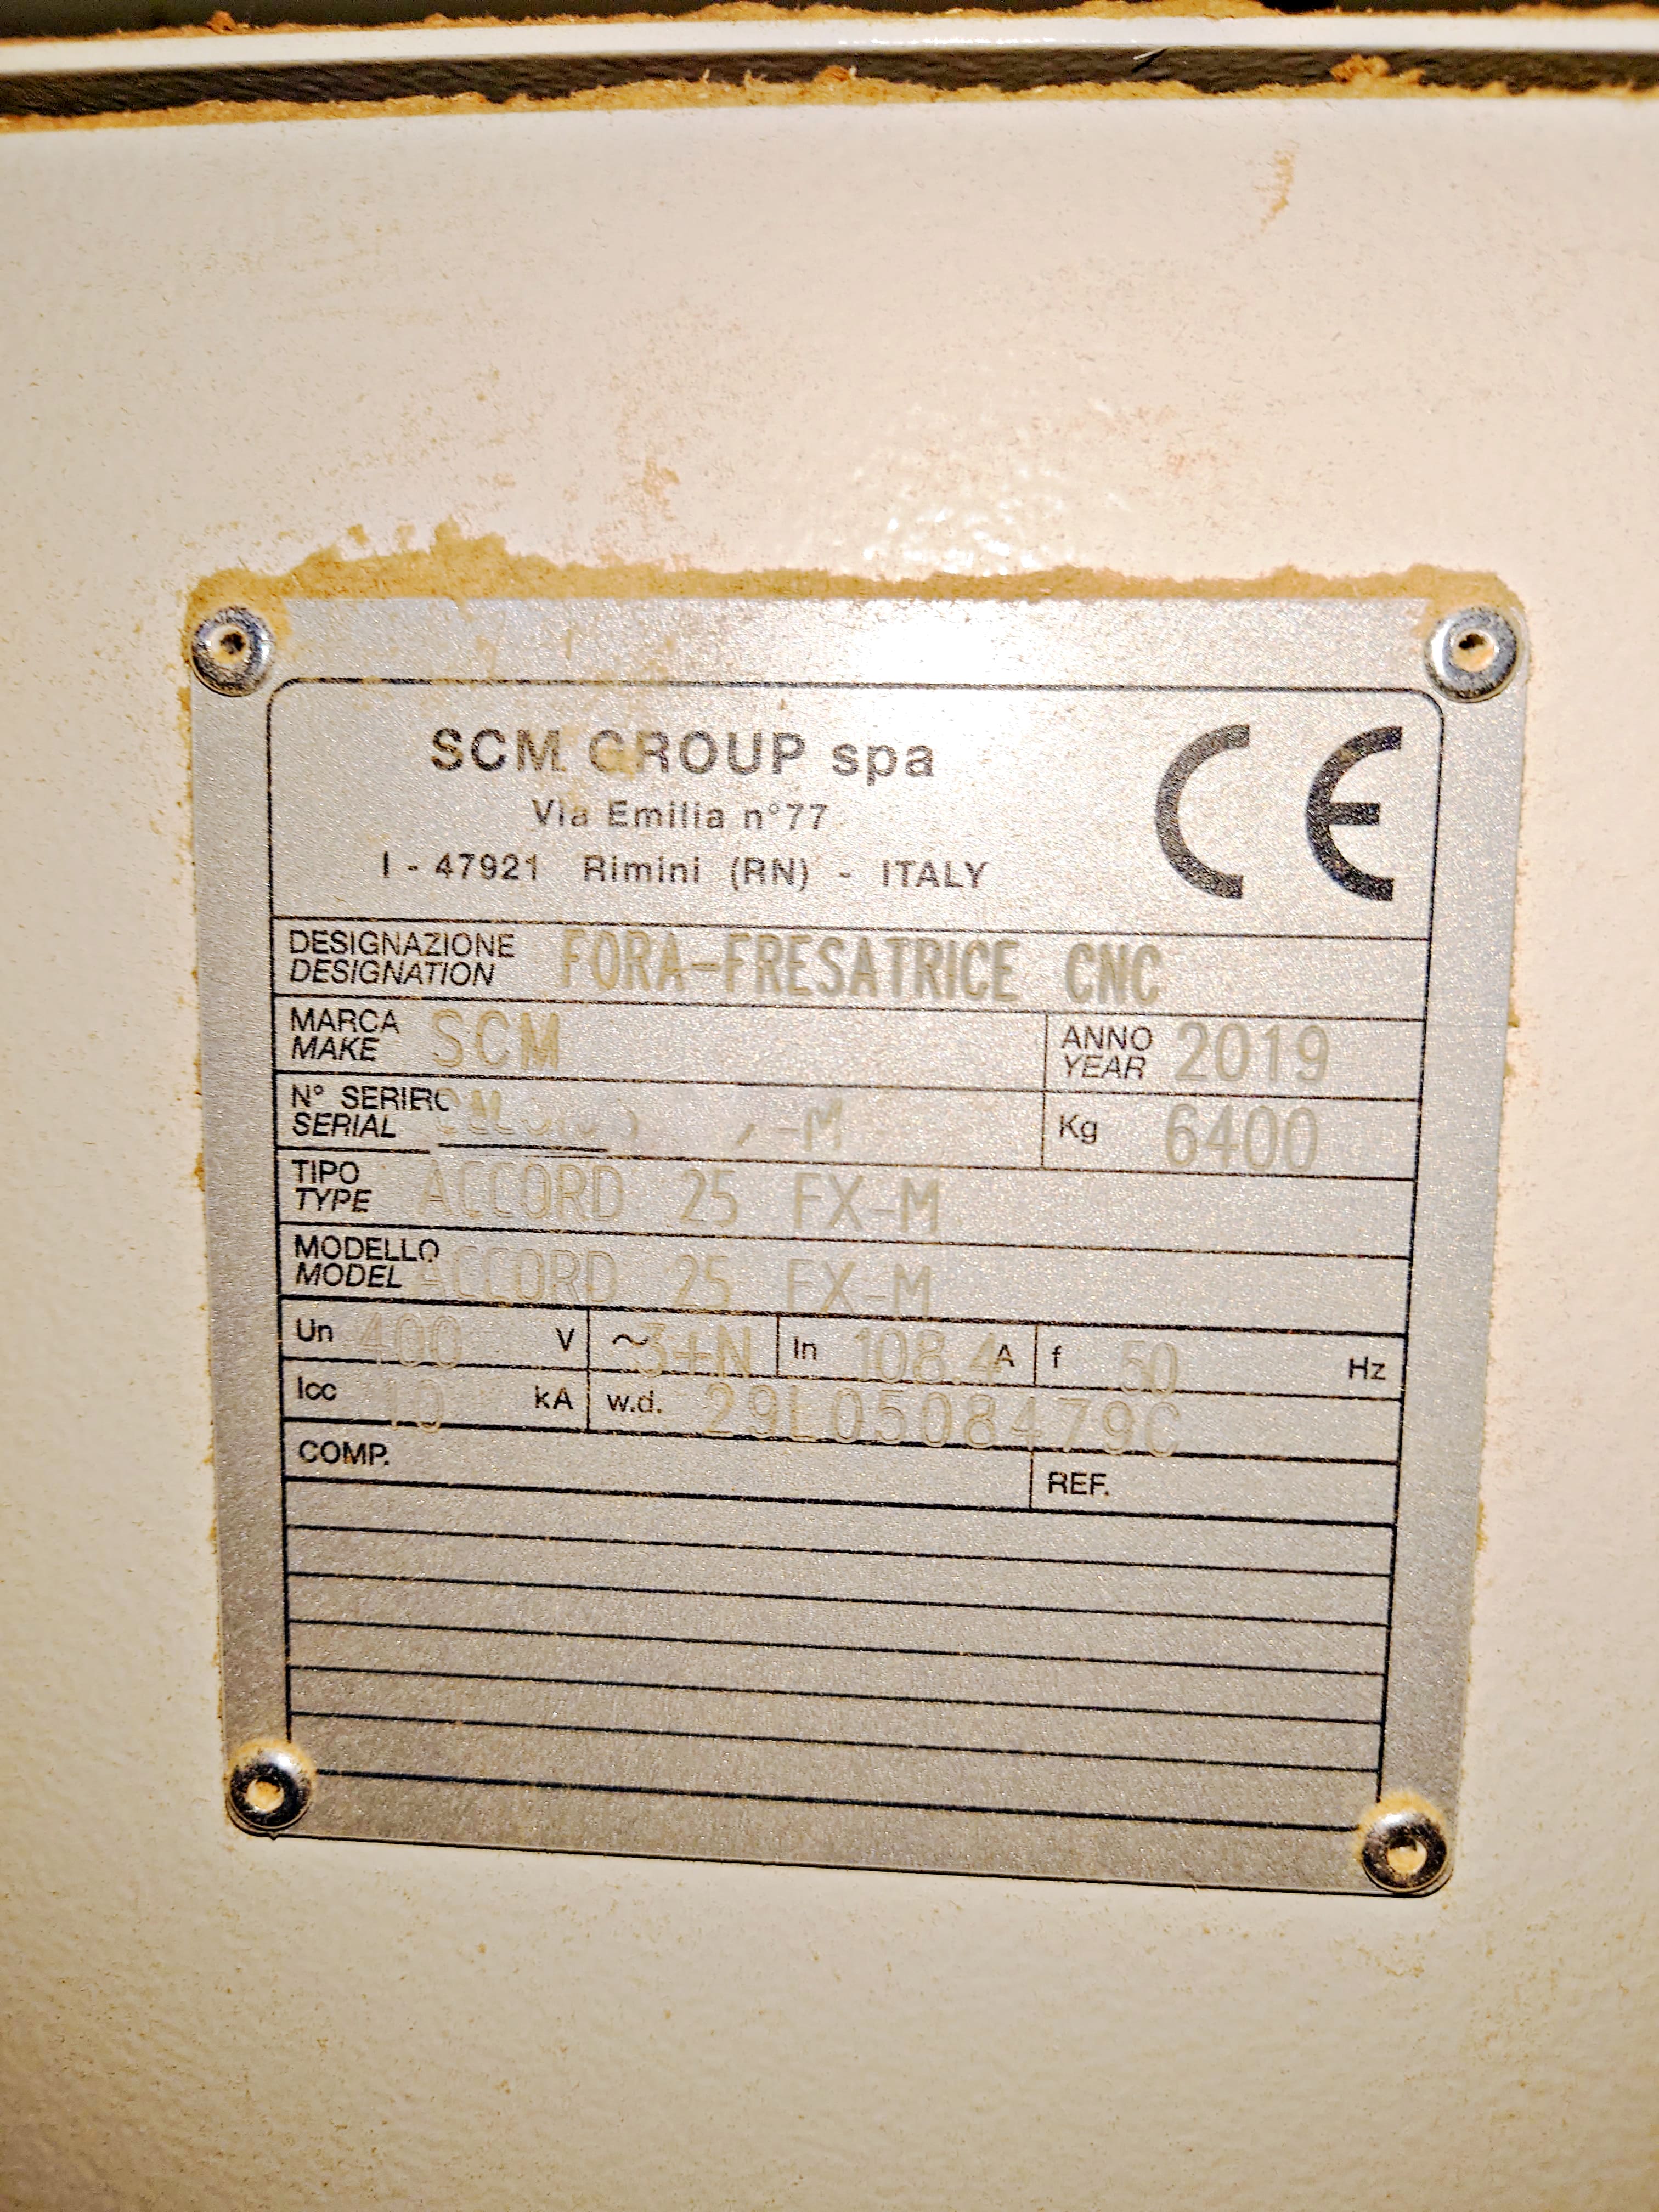 SCM GROUP spa
Via Emilia n°77
I - 47921 Rimini (RN) - ITALY
CE
DESIGNAZIONE
DESIGNATION
FORA-FRESATRICE CNC
MARCA
MAKE
SCM
ANNO
YEAR
2019
N° SERIE
SERIAL
-M
Kg
6400
TIPO
TYPE
ACCORD 25 FX-M
MODELLO
MODEL
ACCORD 25 FX-M
Un 400 V ~3+N In 108.4 A f 50 Hz
Icc 10 kA w.d. 29L0508479C
COMP.
REF.